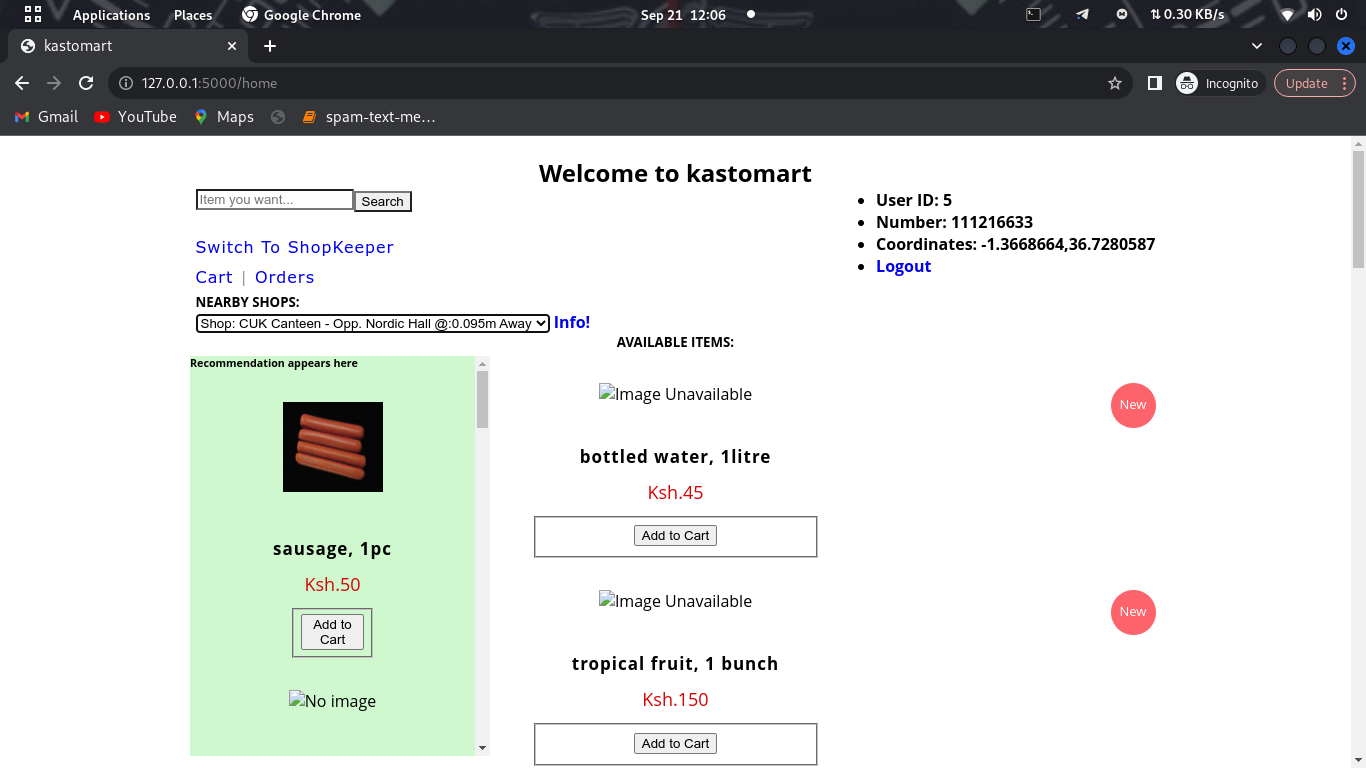 Applications Places Google Chrome Sep 21 12:06 0.30 KB/s
kastomart
127.0.0.1:5000/home Incognito Update
Gmail YouTube Maps spam-text-me…
Welcome to kastomart
Item you want... Search
User ID: 5
Number: 111216633
Coordinates: -1.3668664,36.7280587
Logout
Switch To ShopKeeper
Cart | Orders
NEARBY SHOPS:
Shop: CUK Canteen - Opp. Nordic Hall @:0.095m Away Info!
AVAILABLE ITEMS:
Recommendation appears here
sausage, 1pc
Ksh.50
Add to
Cart
No image
Image Unavailable
New
bottled water, 1litre
Ksh.45
Add to Cart
Image Unavailable
New
tropical fruit, 1 bunch
Ksh.150
Add to Cart